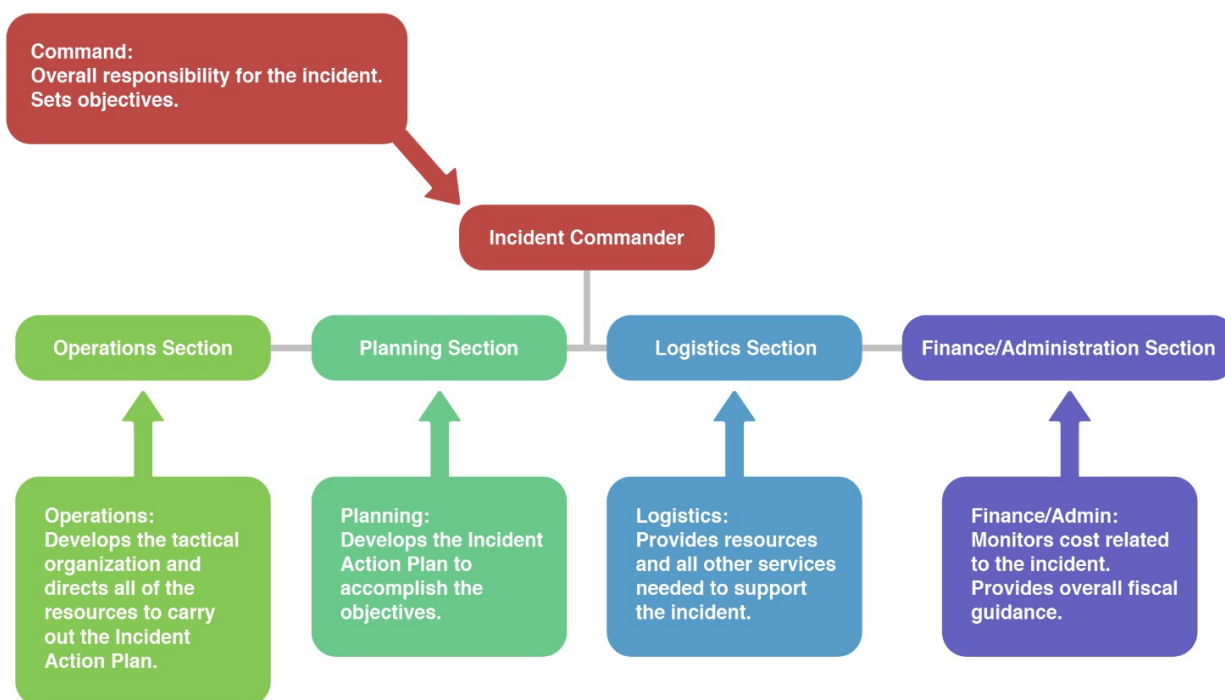 Command:
Overall responsibility for the incident.
Sets objectives.
Incident Commander
Operations Section
Planning Section
Logistics Section
Finance/Administration Section
Operations:
Develops the tactical
organization and
directs all of the
resources to carry
out the Incident
Action Plan.
Planning:
Develops the Incident
Action Plan to
accomplish the
objectives.
Logistics:
Provides resources
and all other services
needed to support
the incident.
Finance/Admin:
Monitors cost related
to the incident.
Provides overall fiscal
guidance.